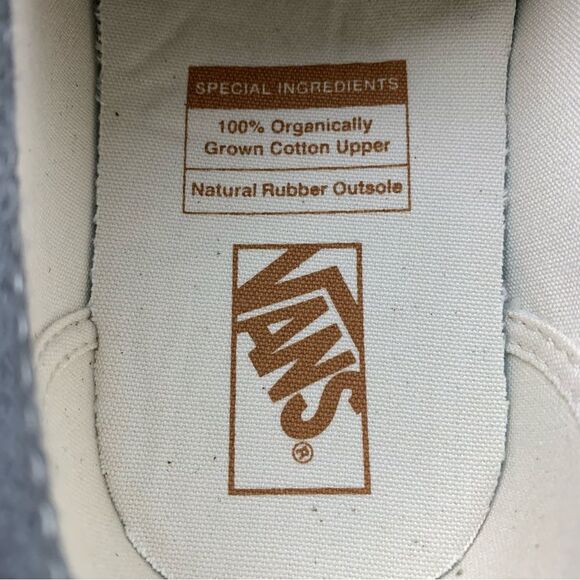 SPECIAL INGREDIENTS
100% Organically
Grown Cotton Upper
Natural Rubber Outsole
VANS
®